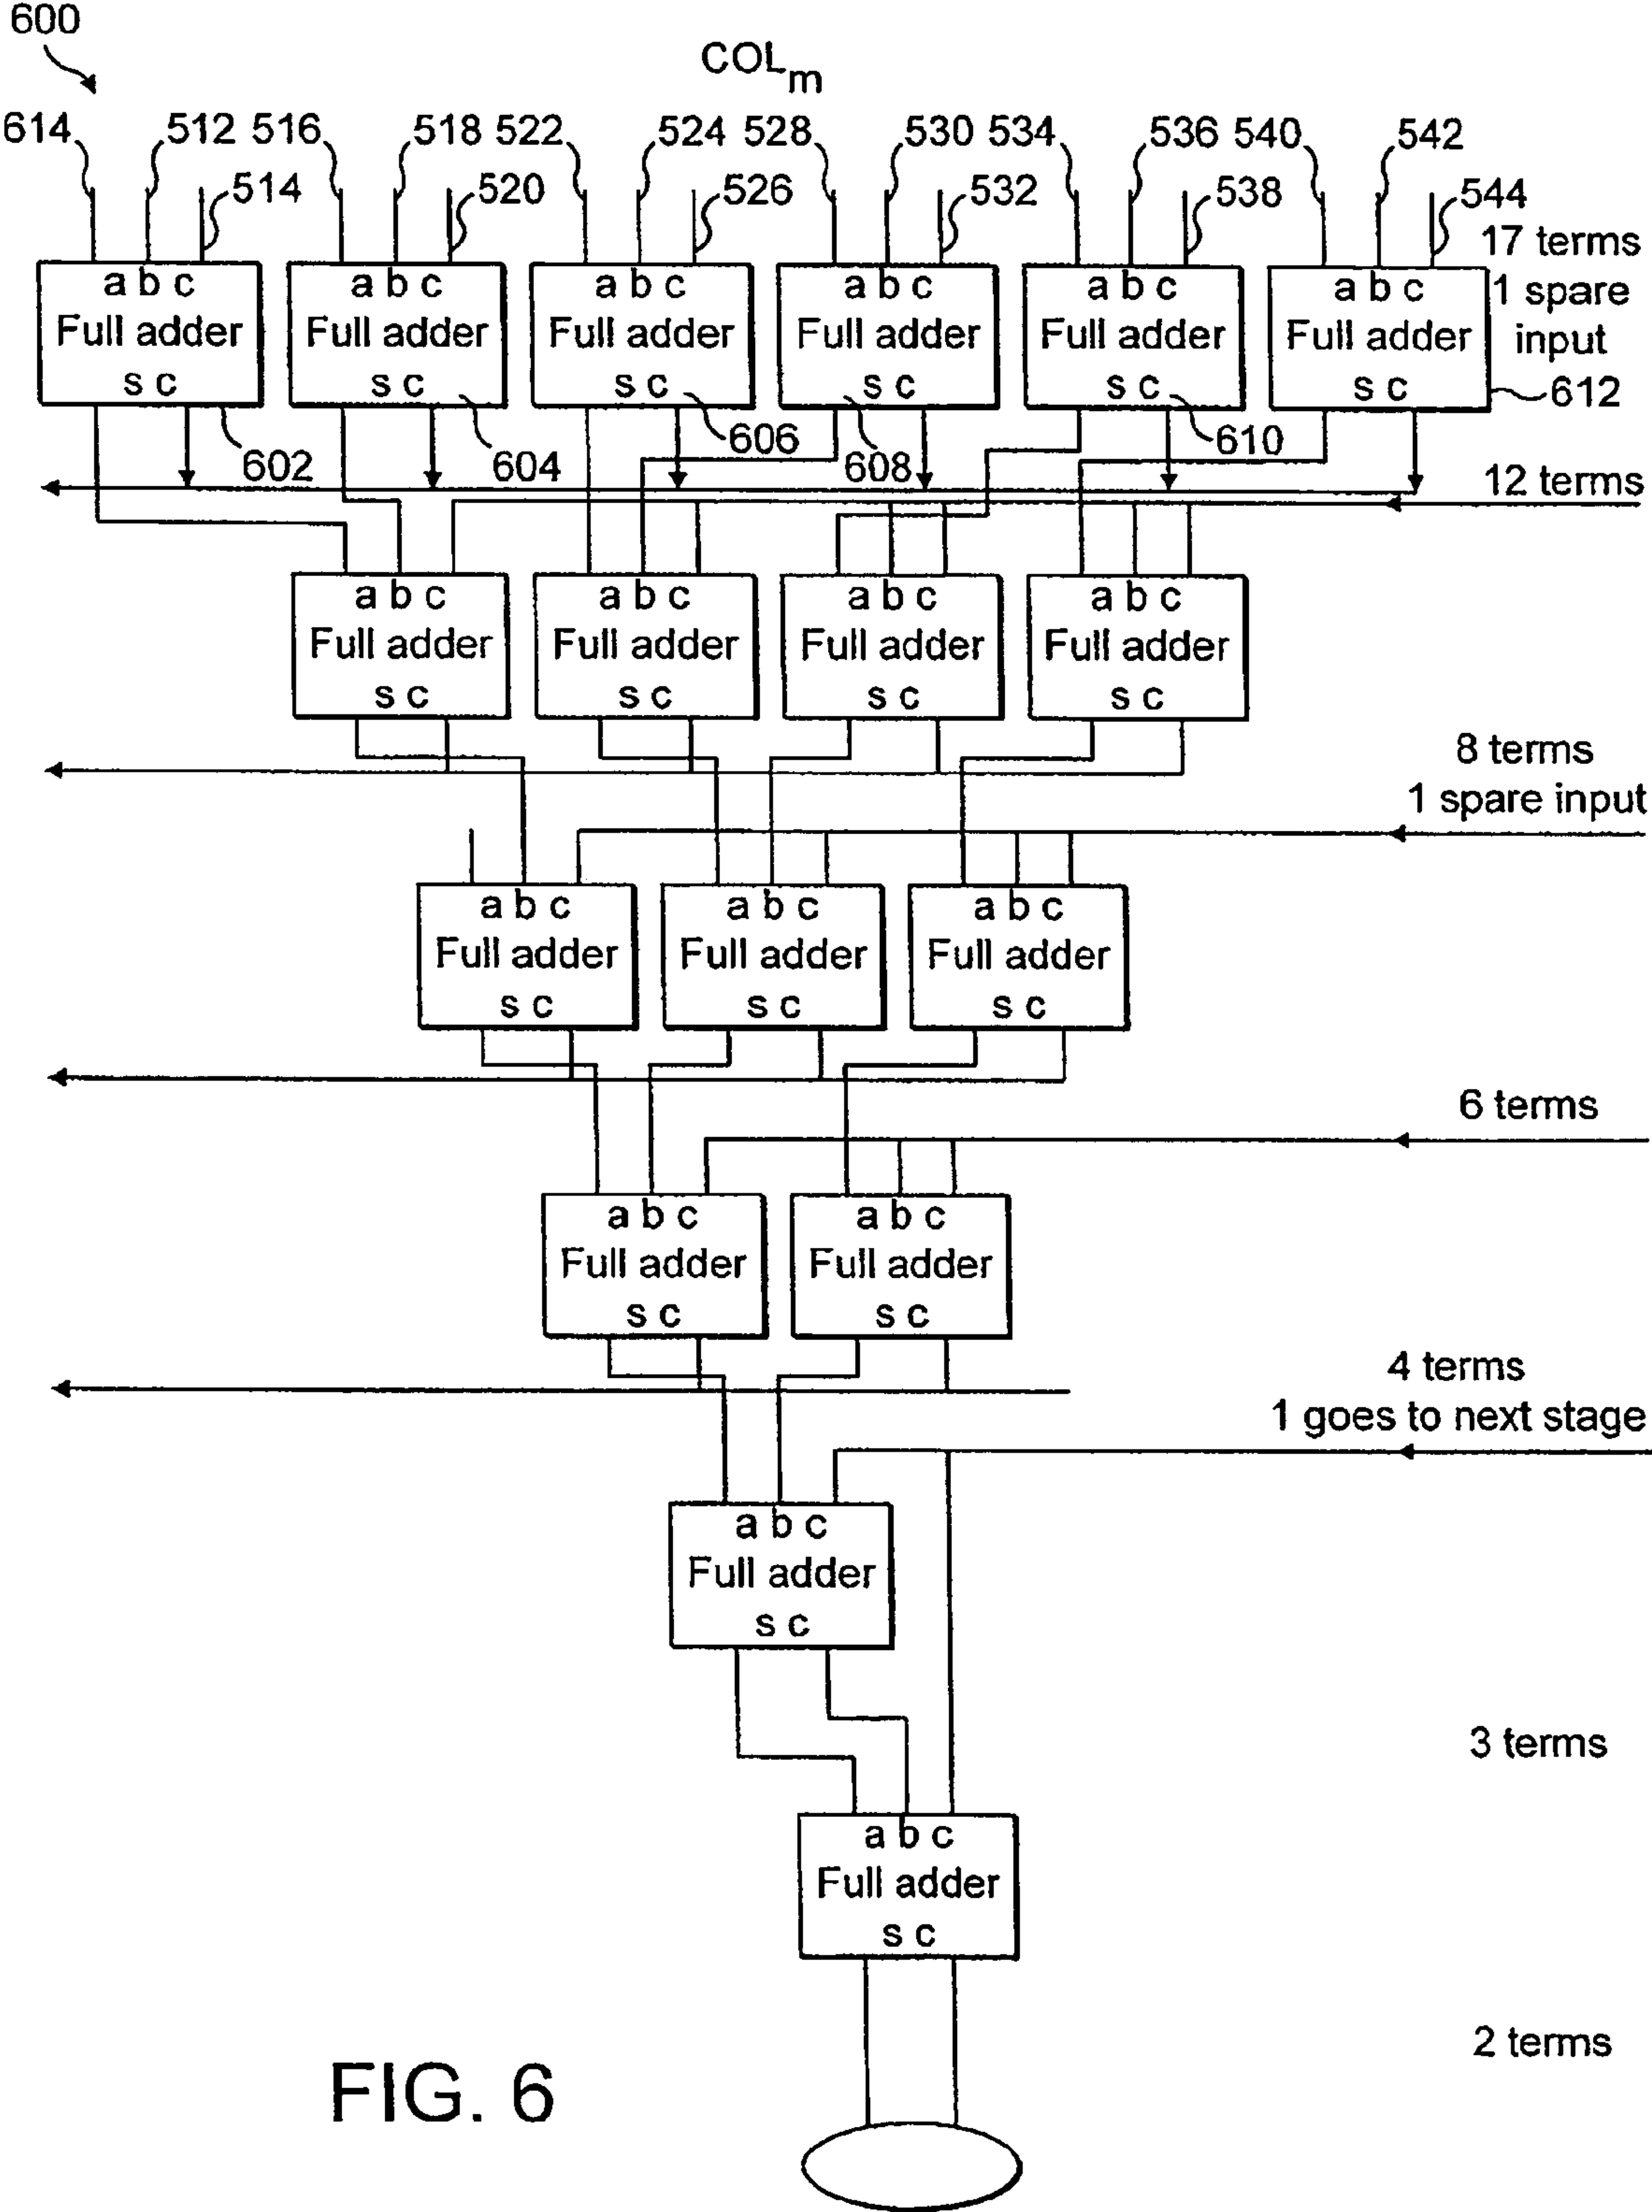 600
COLm
614 512 516 518 522 524 528 530 534 536 540 542
514 520 526 532 538 544
17 terms
1 spare
input
a b c a b c a b c a b c a b c a b c
Full adder Full adder Full adder Full adder Full adder Full adder
s c s c s c s c s c s c
602 604 606 608 610 612
12 terms
a b c a b c a b c a b c
Full adder Full adder Full adder Full adder
s c s c s c s c
8 terms
1 spare input
a b c a b c a b c
Full adder Full adder Full adder
s c s c s c
6 terms
a b c a b c
Full adder Full adder
s c s c
4 terms
1 goes to next stage
a b c
Full adder
s c
3 terms
a b c
Full adder
s c
2 terms
FIG. 6